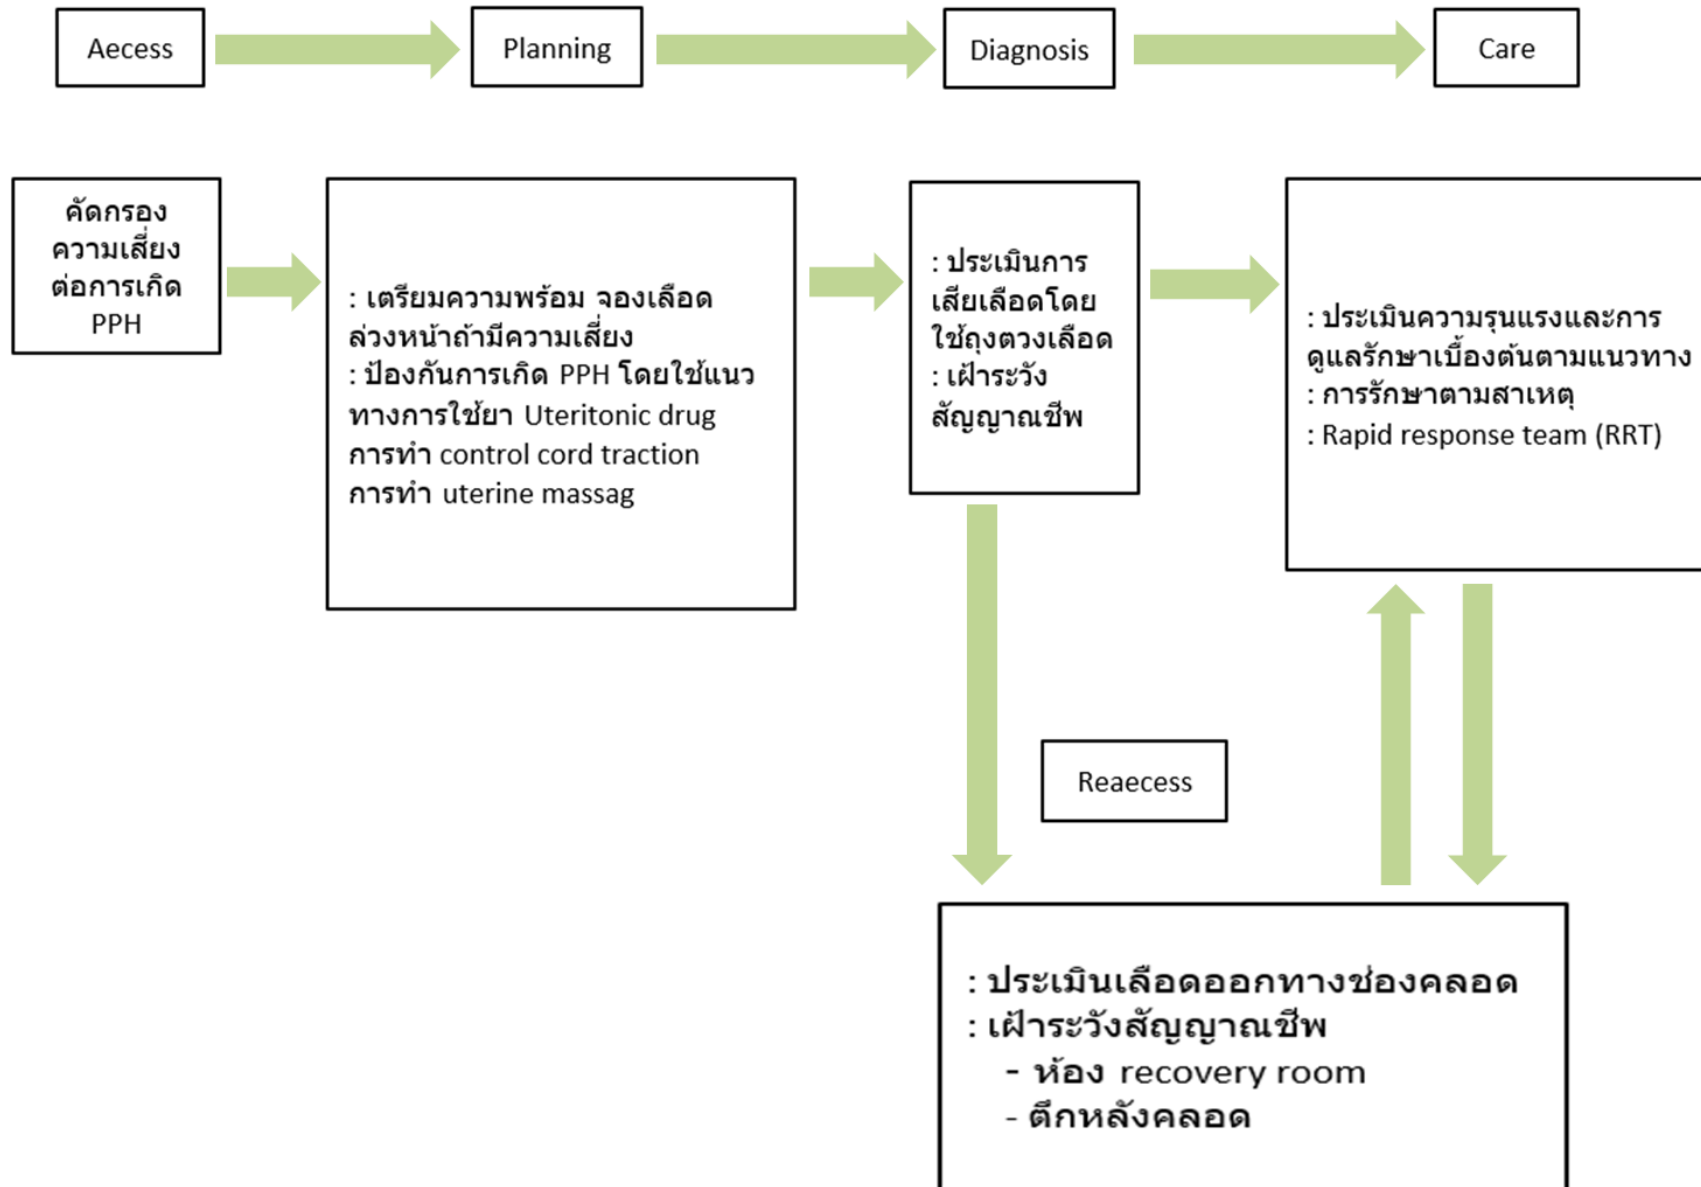 Aecess
Planning
Diagnosis
Care
คัดกรอง
ความเสี่ยง
ต่อการเกิด
PPH
: เตรียมความพร้อม จองเลือด
ล่วงหน้าถ้ามีความเสี่ยง
: ป้องกันการเกิด PPH โดยใช้แนว
ทางการใช้ยา Uteritonic drug
การทำ control cord traction
การทำ uterine massag
: ประเมินการ
เสียเลือดโดย
ใช้ถุงตวงเลือด
: เฝ้าระวัง
สัญญาณชีพ
: ประเมินความรุนแรงและการ
ดูแลรักษาเบื้องต้นตามแนวทาง
: การรักษาตามสาเหตุ
: Rapid response team (RRT)
Reaecess
: ประเมินเลือดออกทางช่องคลอด
: เฝ้าระวังสัญญาณชีพ
- ห้อง recovery room
- ตึกหลังคลอด